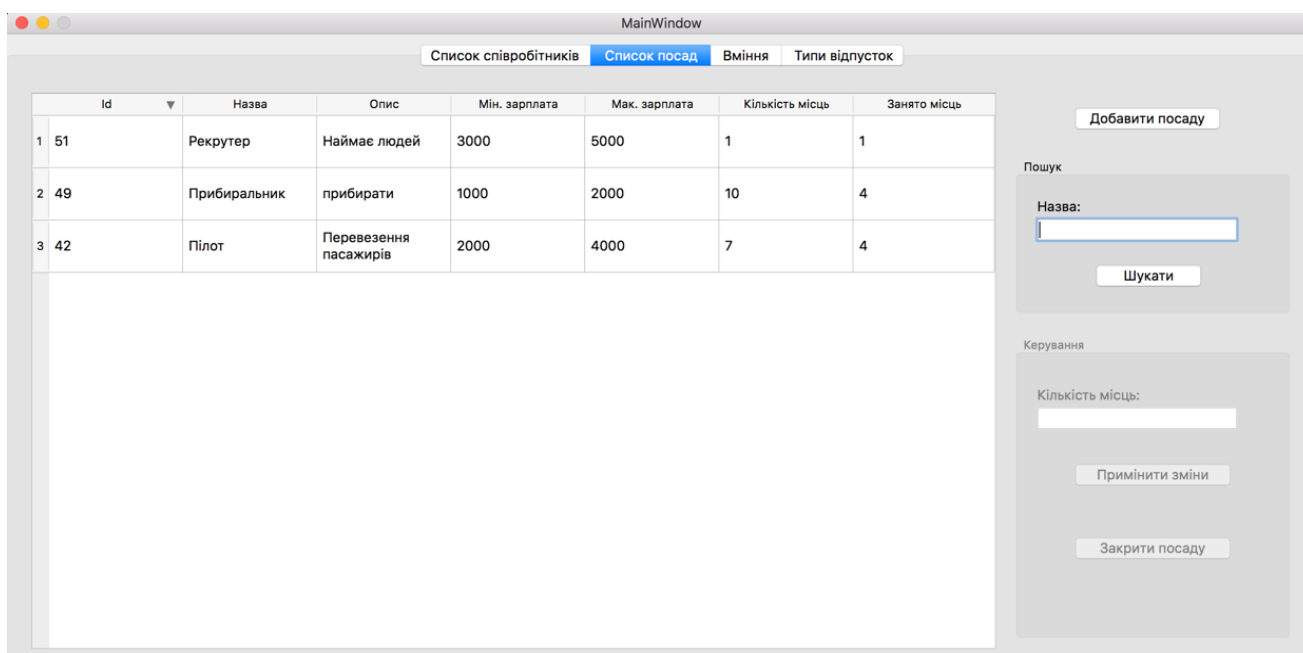 MainWindow
Список співробітників Список посад Вміння Типи відпусток
Id Назва Опис Мін. зарплата Мак. зарплата Кількість місць Занято місць
1 51 Рекрутер Наймає людей 3000 5000 1 1
2 49 Прибиральник прибирати 1000 2000 10 4
3 42 Пілот Перевезення пасажирів 2000 4000 7 4
Добавити посаду
Пошук
Назва:
Шукати
Керування
Кількість місць:
Примінити зміни
Закрити посаду